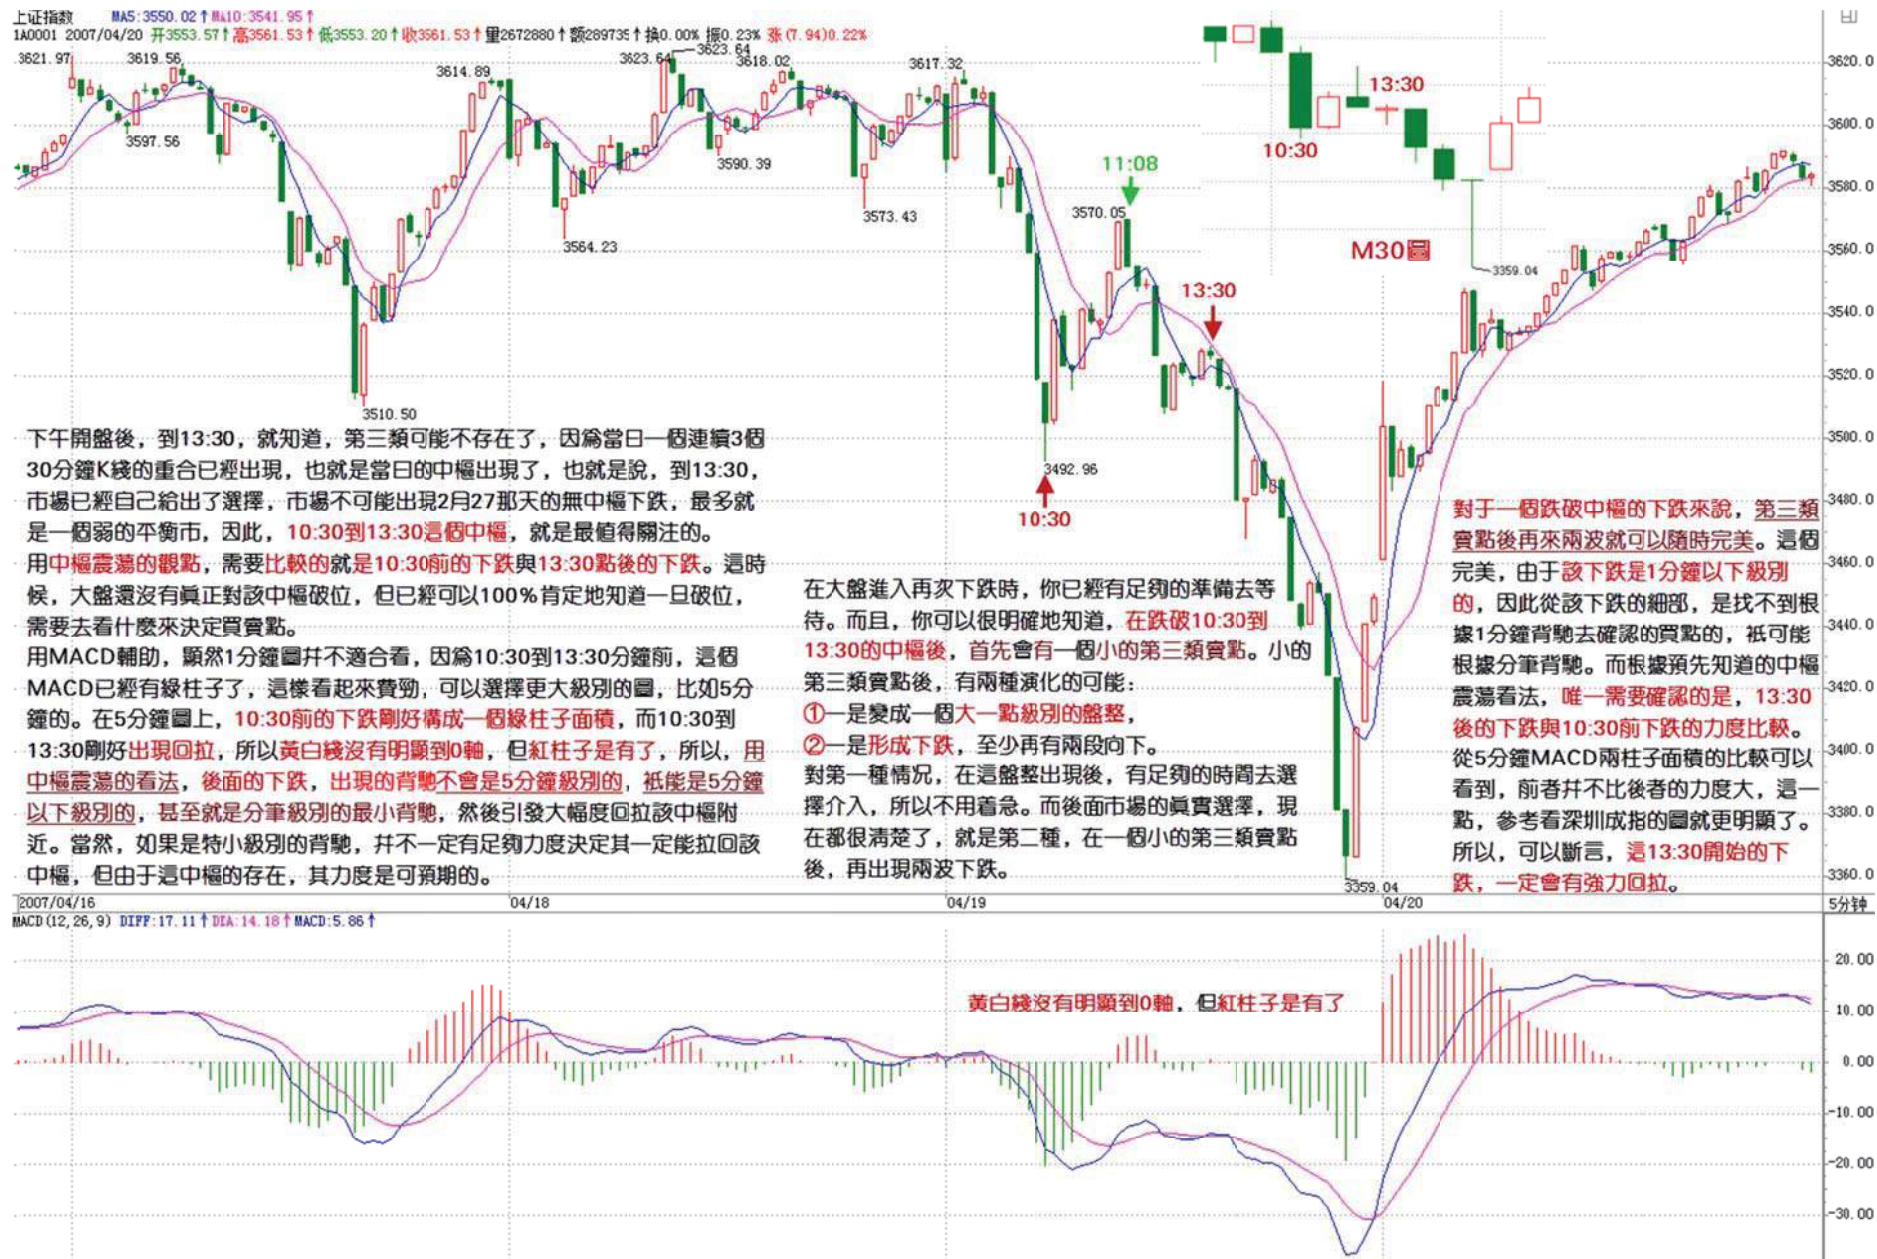 上证指数 MA5:3550.02↑MA10:3541.95↑
1A0001 2007/04/20 开3553.57↑高3561.53↑低3553.20↑收3561.53↑量2672880↑额289735↑换0.00% 振0.23% 涨(7.94)0.22%
3621.97
3619.56
3597.56
3614.89
3510.50
3564.23
3623.64
3623.64
3618.02
3590.39
3573.43
3617.32
11:08
3570.05
13:30
3492.96
10:30
13:30
10:30
M30圖
3359.04
3620.0
3600.0
3580.0
3560.0
3540.0
3520.0
3500.0
3480.0
3460.0
3440.0
3420.0
3400.0
3380.0
3360.0
下午開盤後，到13:30，就知道，第三類可能不存在了，因爲當日一個連續3個
30分鐘K綫的重合已經出現，也就是當日的中樞出現了，也就是說，到13:30，
市場已經自己給出了選擇，市場不可能出現2月27那天的無中樞下跌，最多就
是一個弱的平衡市，因此，10:30到13:30這個中樞，就是最值得關注的。
用中樞震蕩的觀點，需要比較的就是10:30前的下跌與13:30點後的下跌。這時
候，大盤還沒有真正對該中樞破位，但已經可以100%肯定地知道一旦破位，
需要去看什麽來決定買賣點。
用MACD輔助，顯然1分鐘圖并不適合看，因爲10:30到13:30分鐘前，這個
MACD已經有綠柱子了，這樣看起來費勁，可以選擇更大級別的圖，比如5分
鐘的。在5分鐘圖上，10:30前的下跌剛好構成一個綠柱子面積，而10:30到
13:30剛好出現回拉，所以黃白綫沒有明顯到0軸，但紅柱子是有了，所以，用
中樞震蕩的看法，後面的下跌，出現的背馳不會是5分鐘級別的，衹能是5分鐘
以下級別的，甚至就是分筆級別的最小背馳，然後引發大幅度回拉該中樞附
近。當然，如果是特小級別的背馳，并不一定有足夠力度決定其一定能拉回該
中樞，但由于這中樞的存在，其力度是可預期的。
在大盤進入再次下跌時，你已經有足夠的準備去等
待。而且，你可以很明確地知道，在跌破10:30到
13:30的中樞後，首先會有一個小的第三類賣點。小的
第三類賣點後，有兩種演化的可能：
①一是變成一個大一點級別的盤整，
②一是形成下跌，至少再有兩段向下。
對第一種情況，在這盤整出現後，有足夠的時間去選
擇介入，所以不用着急。而後面市場的真實選擇，現
在都很清楚了，就是第二種，在一個小的第三類賣點
後，再出現兩波下跌。
3359.04
對于一個跌破中樞的下跌來說，第三類
賣點後再來兩波就可以隨時完美。這個
完美，由于該下跌是1分鐘以下級別
的，因此從該下跌的細部，是找不到根
據1分鐘背馳去確認的買點的，衹可能
根據分筆背馳。而根據預先知道的中樞
震蕩看法，唯一需要確認的是，13:30
後的下跌與10:30前下跌的力度比較。
從5分鐘MACD兩柱子面積的比較可以
看到，前者并不比後者的力度大，這一
點，參考看深圳成指的圖就更明顯了。
所以，可以斷言，這13:30開始的下
跌，一定會有強力回拉。
2007/04/16
04/18
04/19
04/20
5分钟
MACD(12,26,9) DIFF:17.11↑DEA:14.18↑MACD:5.86↑
黃白綫沒有明顯到0軸，但紅柱子是有了
20.00
10.00
0.00
-10.00
-20.00
-30.00